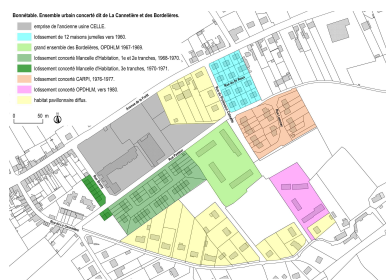 Bonnétable. Ensemble urbain concerté dit de La Cannetière et des Bordelières.
emprise de l'ancienne usine CELLE.
lotissement de 12 maisons jumelles vers 1960.
grand ensemble des Bordelières, OPDHLM 1967-1969.
lotissement concerté Mancelle d'Habitation, 1e et 2e tranches, 1968-1970.
lotissement concerté Mancelle d'Habitation, 3e tranches, 1970-1971.
lotissement concerté CARPI, 1976-1977.
lotissement concerté OPDHLM, vers 1980.
habitat pavillonnaire diffus.
0 50 m